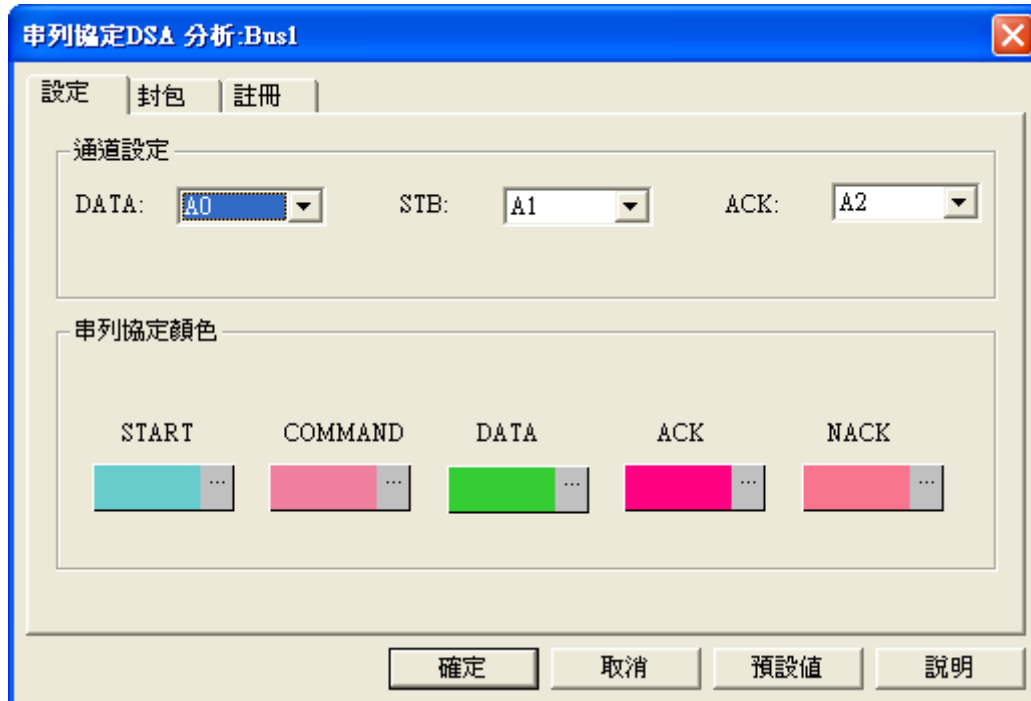 串列協定DSA 分析:Bus1
設定 封包 註冊
通道設定
DATA: A0 STB: A1 ACK: A2
串列協定顏色
START COMMAND DATA ACK NACK
... ... ... ... ...
確定 取消 預設值 說明